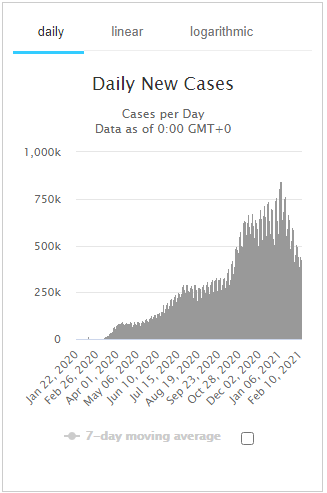 daily linear logarithmic
Daily New Cases
Cases per Day
Data as of 0:00 GMT+0
1,000k
750k
500k
250k
0
Jan 22, 2020
Feb 26, 2020
Apr 01, 2020
May 06, 2020
Jun 10, 2020
Jul 15, 2020
Aug 19, 2020
Sep 23, 2020
Oct 28, 2020
Dec 02, 2020
Jan 06, 2021
Feb 10, 2021
7-day moving average